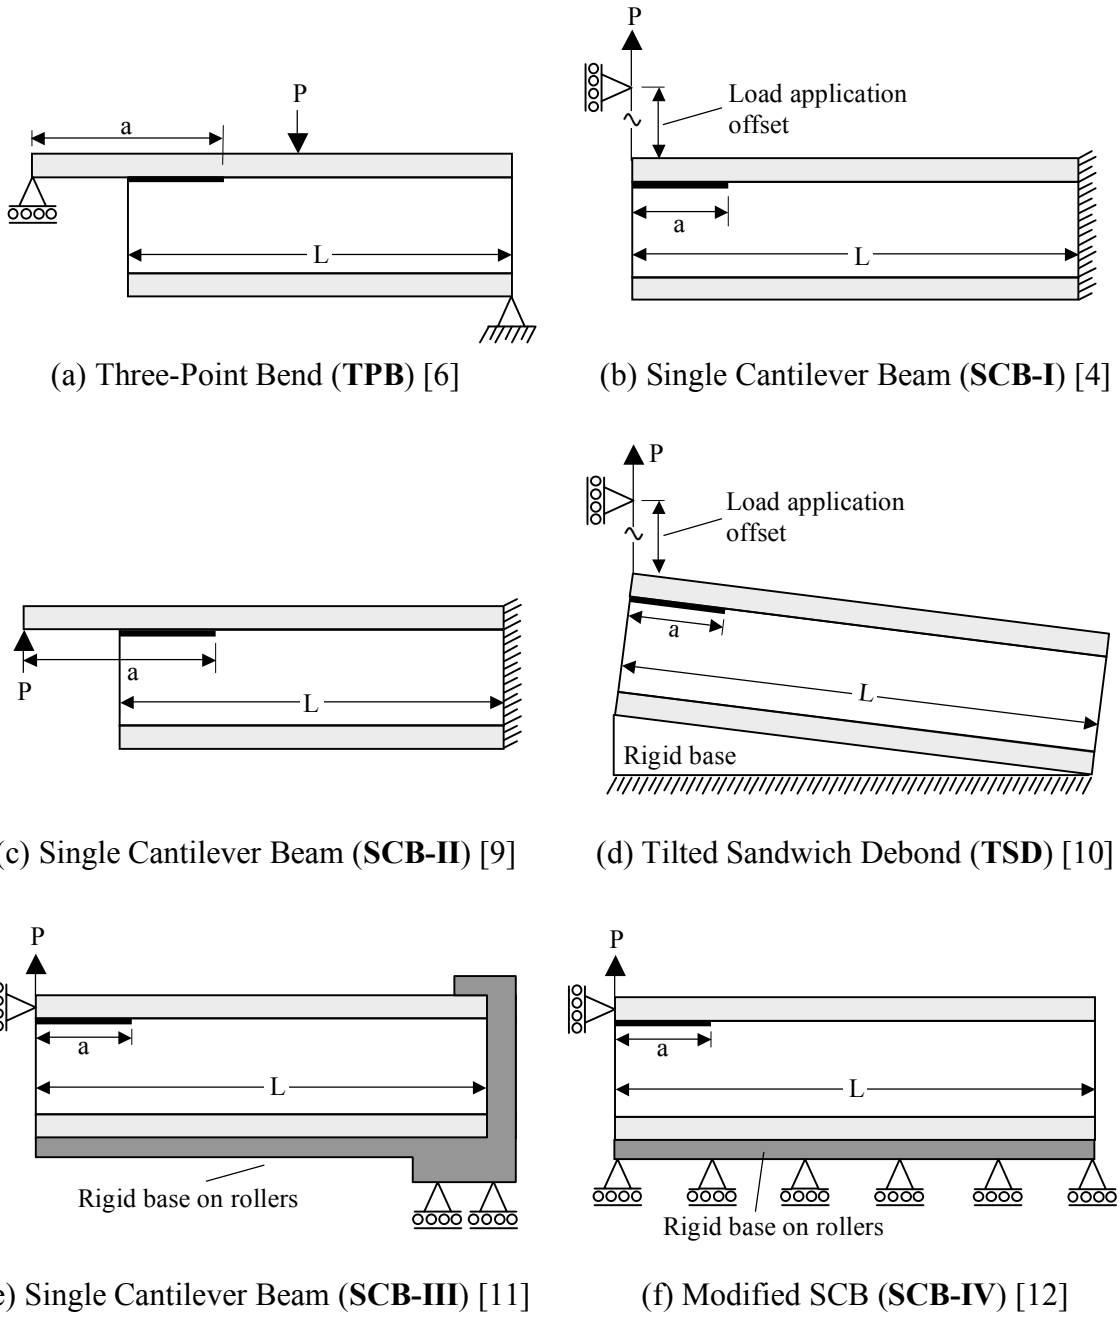 P
a
L
(a) Three-Point Bend (TPB) [6]
P
Load application
offset
a
L
(b) Single Cantilever Beam (SCB-I) [4]
P
a
L
(c) Single Cantilever Beam (SCB-II) [9]
P
Load application
offset
a
L
Rigid base
(d) Tilted Sandwich Debond (TSD) [10]
P
a
L
Rigid base on rollers
e) Single Cantilever Beam (SCB-III) [11]
P
a
L
Rigid base on rollers
(f) Modified SCB (SCB-IV) [12]